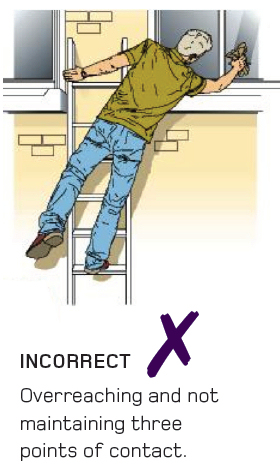 INCORRECT
Overreaching and not
maintaining three
points of contact.